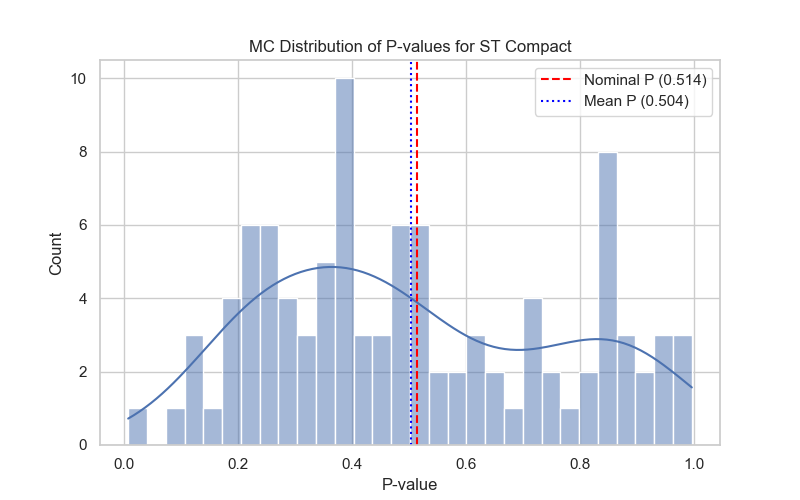 MC Distribution of P-values for ST Compact
Nominal P (0.514)
Mean P (0.504)
Count
10
8
6
4
2
0
0.0 0.2 0.4 0.6 0.8 1.0
P-value